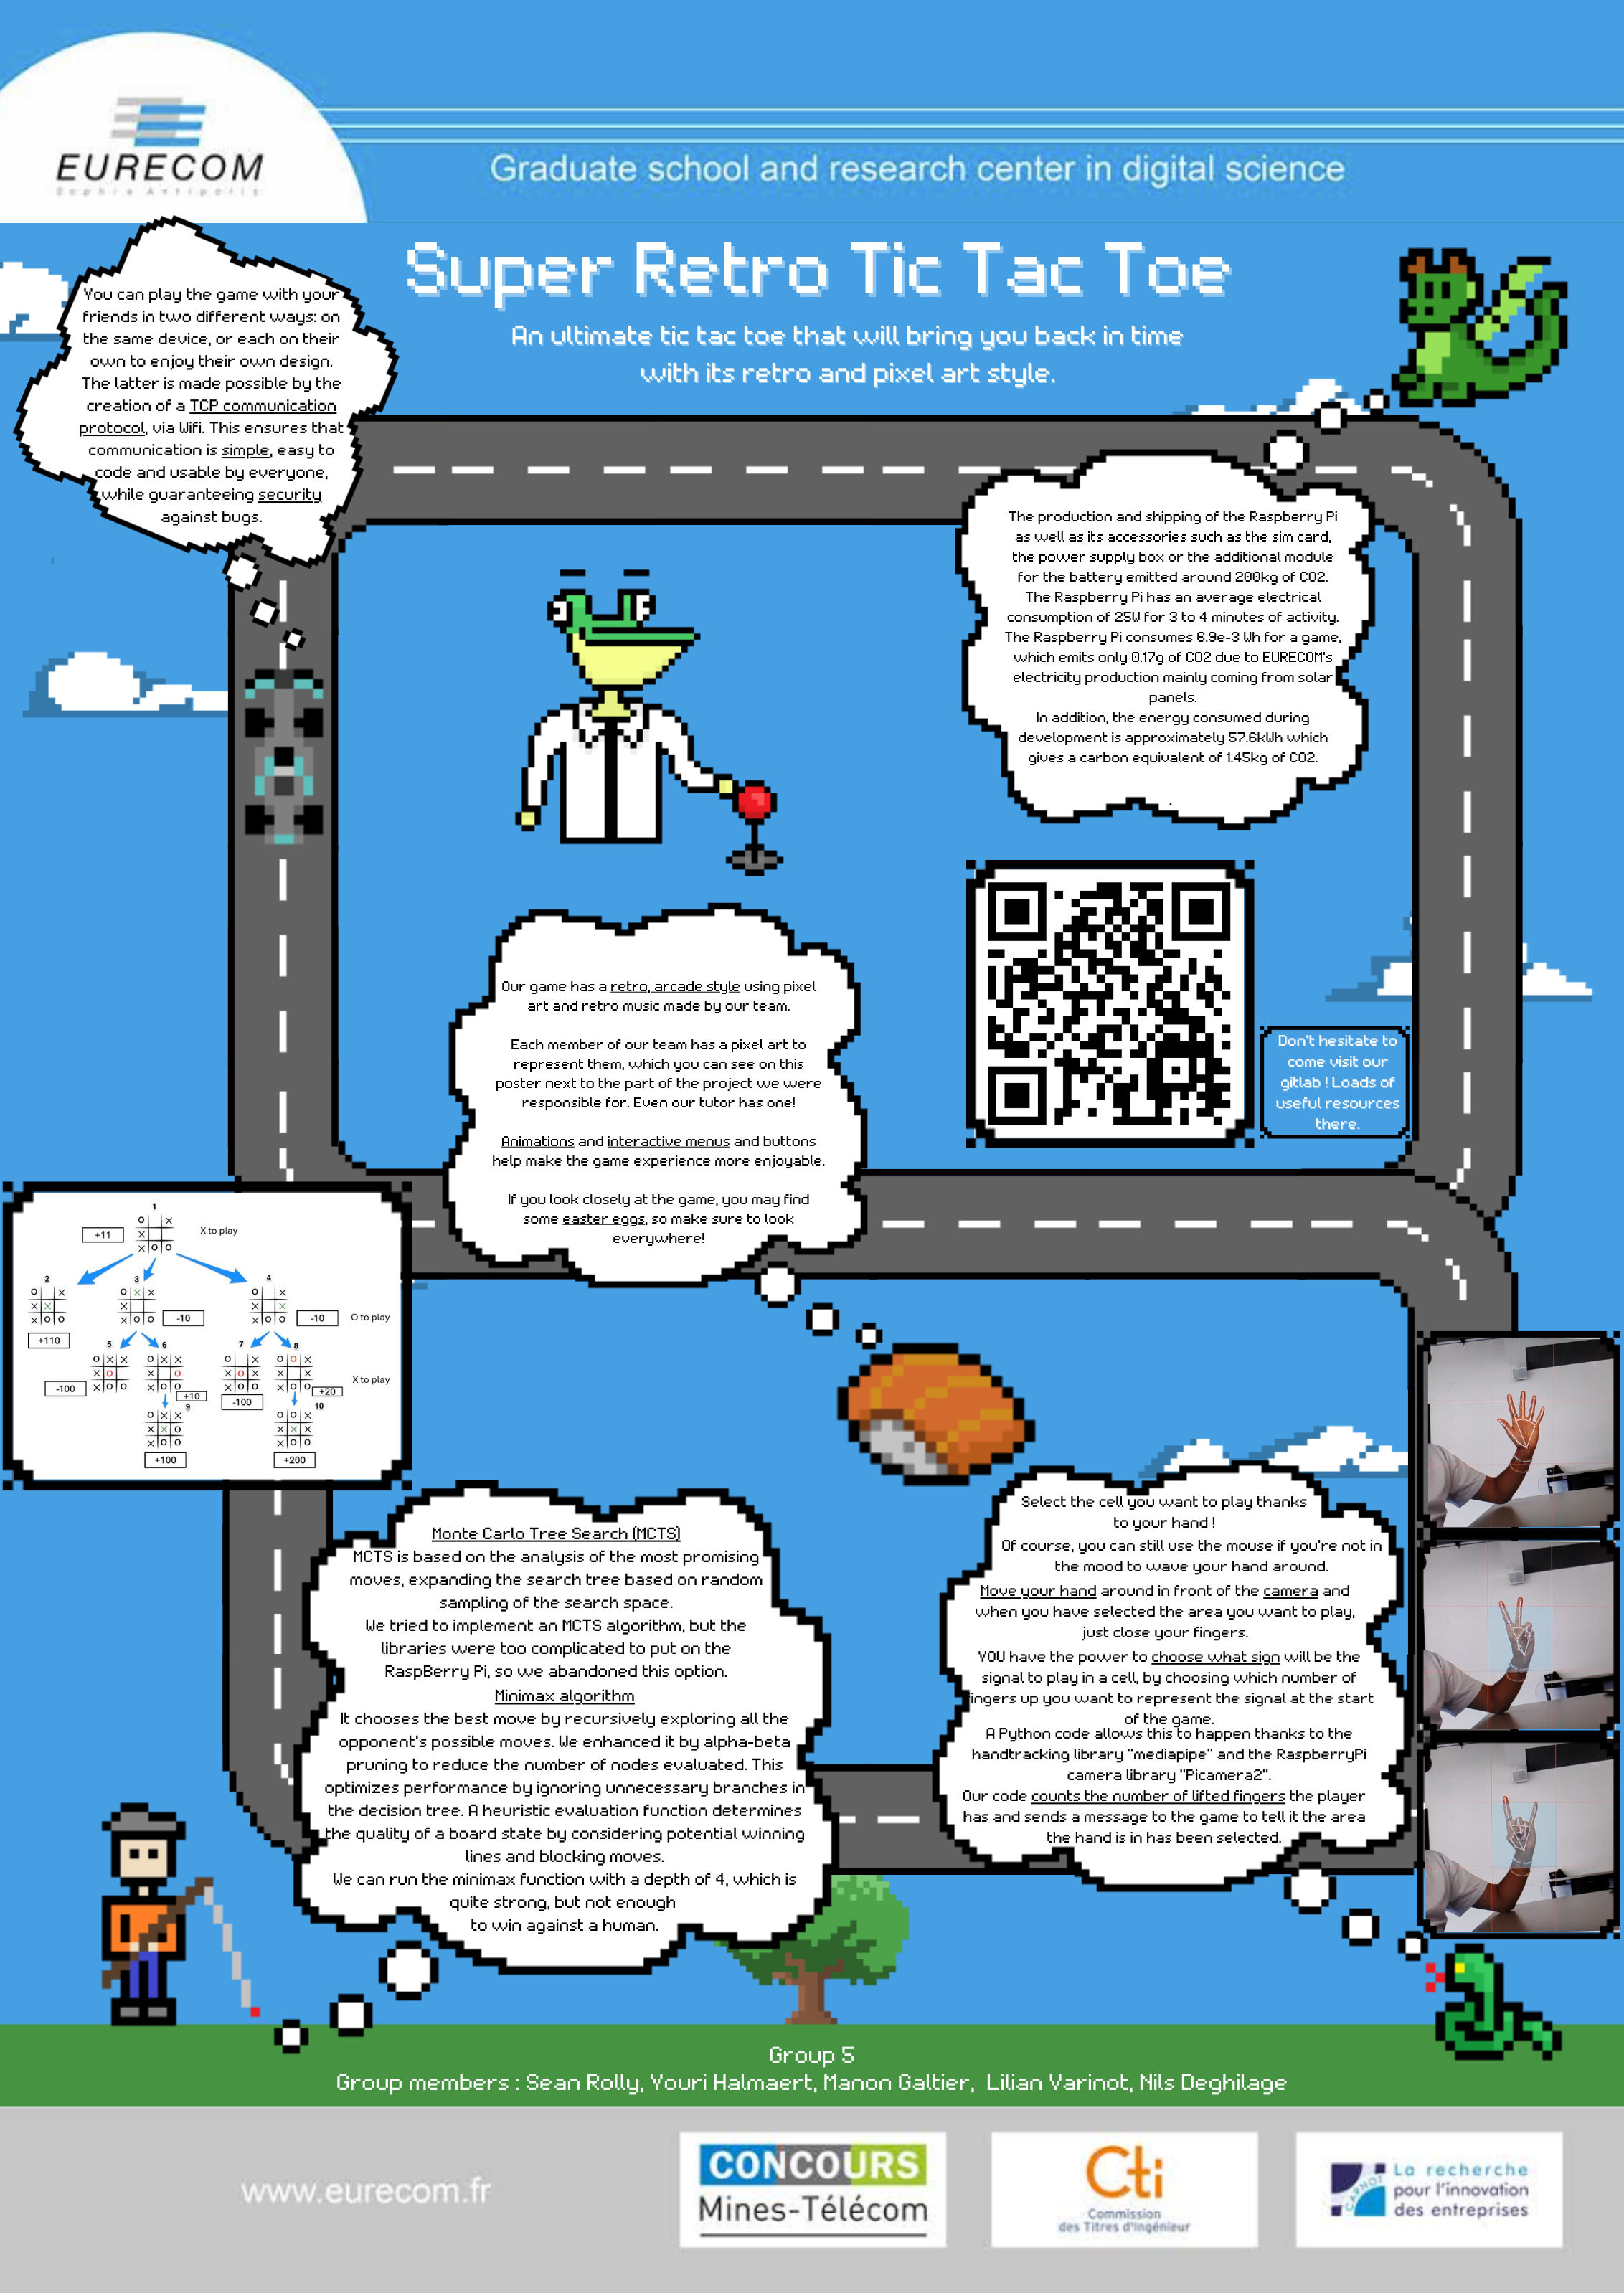 EURECOM
Sophia Antipolis
Graduate school and research center in digital science
Super Retro Tic Tac Toe
An ultimate tic tac toe that will bring you back in time
with its retro and pixel art style.
You can play the game with your
friends in two different ways: on
the same device, or each on their
own to enjoy their own design.
The latter is made possible by the
creation of a TCP communication
protocol, via Wifi. This ensures that
communication is simple, easy to
code and usable by everyone,
while guaranteeing security
against bugs.
The production and shipping of the Raspberry Pi
as well as its accessories such as the sim card,
the power supply box or the additional module
for the battery emitted around 200kg of CO2.
The Raspberry Pi has an average electrical
consumption of 25W for 3 to 4 minutes of activity.
The Raspberry Pi consumes 6.9e-3 Wh for a game,
which emits only 0.17g of CO2 due to EURECOM's
electricity production mainly coming from solar
panels.
In addition, the energy consumed during
development is approximately 57.6kWh which
gives a carbon equivalent of 1.45kg of CO2.
Our game has a retro, arcade style using pixel
art and retro music made by our team.
Each member of our team has a pixel art to
represent them, which you can see on this
poster next to the part of the project we were
responsible for. Even our tutor has one!
Animations and interactive menus and buttons
help make the game experience more enjoyable.
If you look closely at the game, you may find
some easter eggs, so make sure to look
everywhere!
Don't hesitate to
come visit our
gitlab ! Loads of
useful resources
there.
1
+11
O X
X
X O O
X to play
2
3
4
O X
X X
X O O
O X X
X
X O O
O X
X X
X O O
-10
-10
O to play
+110
5
6
7
8
O X X
X O
X O O
O X X
X
X O O
O X
X O X
X O O
O O X
X X
X O O
X to play
-100
+10
-100
+20
9
10
O X X
X X O
X O O
O O X
X X X
X O O
+100
+200
Monte Carlo Tree Search (MCTS)
MCTS is based on the analysis of the most promising
moves, expanding the search tree based on random
sampling of the search space.
We tried to implement an MCTS algorithm, but the
libraries were too complicated to put on the
RaspBerry Pi, so we abandoned this option.
Minimax algorithm
It chooses the best move by recursively exploring all the
opponent's possible moves. We enhanced it by alpha-beta
pruning to reduce the number of nodes evaluated. This
optimizes performance by ignoring unnecessary branches in
the decision tree. A heuristic evaluation function determines
the quality of a board state by considering potential winning
lines and blocking moves.
We can run the minimax function with a depth of 4, which is
quite strong, but not enough
to win against a human.
Select the cell you want to play thanks
to your hand !
Of course, you can still use the mouse if you're not in
the mood to wave your hand around.
Move your hand around in front of the camera and
when you have selected the area you want to play,
just close your fingers.
YOU have the power to choose what sign will be the
signal to play in a cell, by choosing which number of
fingers up you want to represent the signal at the start
of the game.
A Python code allows this to happen thanks to the
handtracking library "mediapipe" and the RaspberryPi
camera library "Picamera2".
Our code counts the number of lifted fingers the player
has and sends a message to the game to tell it the area
the hand is in has been selected.
Group 5
Group members : Sean Rolly, Youri Halmaert, Manon Galtier, Lilian Varinot, Nils Deghilage
www.eurecom.fr
CONCOURS
Mines-Télécom
Cti
Commission
des Titres d'Ingénieur
CARNOT
La recherche
pour l'innovation
des entreprises